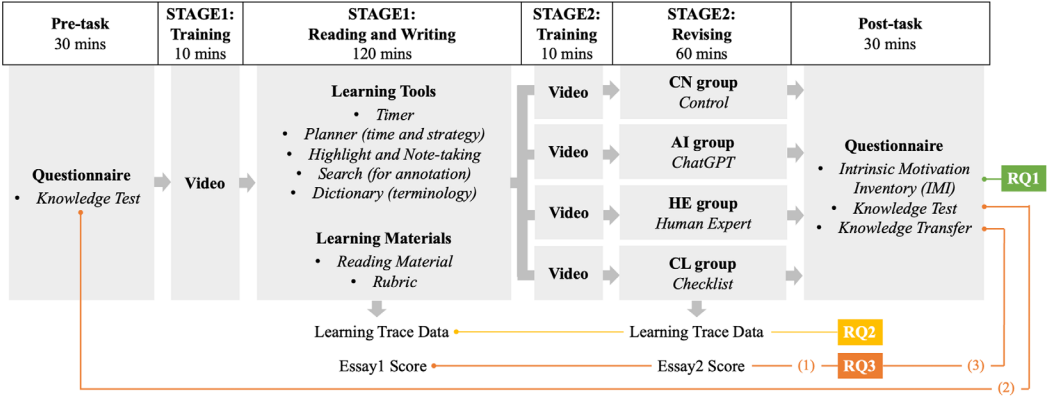 Pre-task
30 mins
STAGE1:
Training
10 mins
STAGE1:
Reading and Writing
120 mins
STAGE2:
Training
10 mins
STAGE2:
Revising
60 mins
Post-task
30 mins
Questionnaire
• Knowledge Test
Video
Learning Tools
• Timer
• Planner (time and strategy)
• Highlight and Note-taking
• Search (for annotation)
• Dictionary (terminology)
Learning Materials
• Reading Material
• Rubric
Video
CN group
Control
Video
AI group
ChatGPT
Video
HE group
Human Expert
Video
CL group
Checklist
Questionnaire
• Intrinsic Motivation
Inventory (IMI)
• Knowledge Test
• Knowledge Transfer
RQ1
Learning Trace Data
Learning Trace Data
RQ2
Essay1 Score
Essay2 Score
(1)
RQ3
(3)
(2)